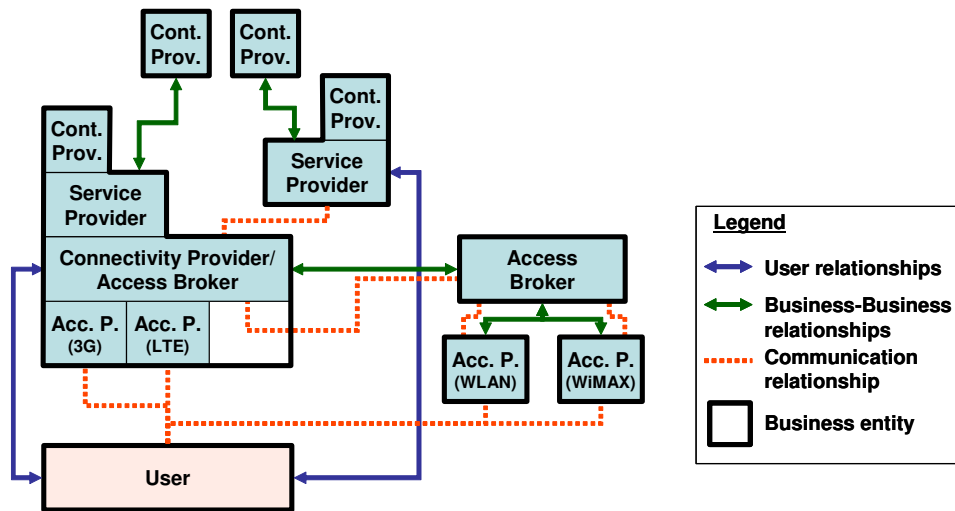 Cont.
Prov.
Cont.
Prov.
Cont.
Prov.
Cont.
Prov.
Service
Provider
Service
Provider
Connectivity Provider/
Access Broker
Access
Broker
Acc. P.
(3G)
Acc. P.
(LTE)
Acc. P.
(WLAN)
Acc. P.
(WiMAX)
User
Legend
User relationships
Business-Business
relationships
Communication
relationship
Business entity